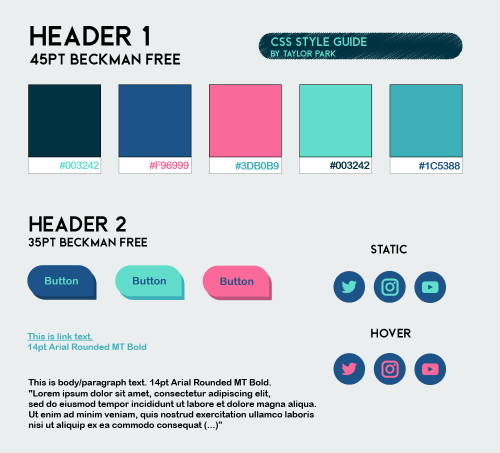 HEADER 1
45PT BECKMAN FREE
CSS STYLE GUIDE
BY TAYLOR PARK
#003242
#F96999
#3DB0B9
#003242
#1C5388
HEADER 2
35PT BECKMAN FREE
Button
Button
Button
STATIC
HOVER
This is link text.
14pt Arial Rounded MT Bold
This is body/paragraph text. 14pt Arial Rounded MT Bold.
"Lorem ipsum dolor sit amet, consectetur adipiscing elit,
sed do eiusmod tempor incididunt ut labore et dolore magna aliqua.
Ut enim ad minim veniam, quis nostrud exercitation ullamco laboris
nisi ut aliquip ex ea commodo consequat (...)"